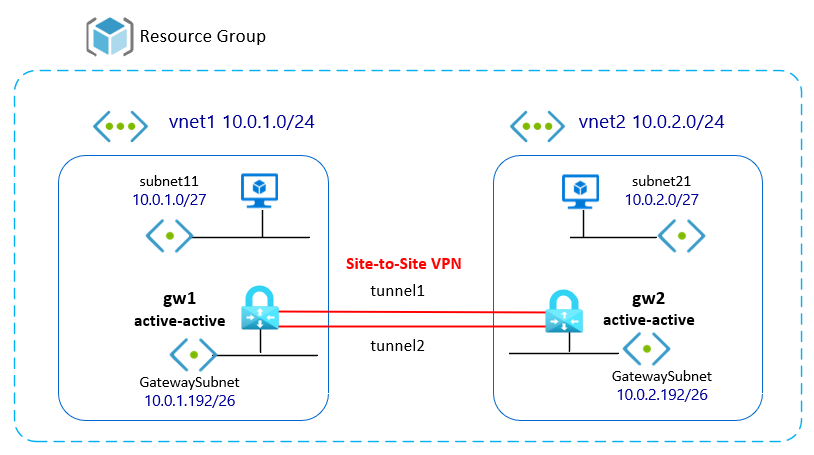 Resource Group
vnet1 10.0.1.0/24
vnet2 10.0.2.0/24
subnet11
10.0.1.0/27
subnet21
10.0.2.0/27
Site-to-Site VPN
tunnel1
gw1
active-active
gw2
active-active
tunnel2
GatewaySubnet
10.0.1.192/26
GatewaySubnet
10.0.2.192/26